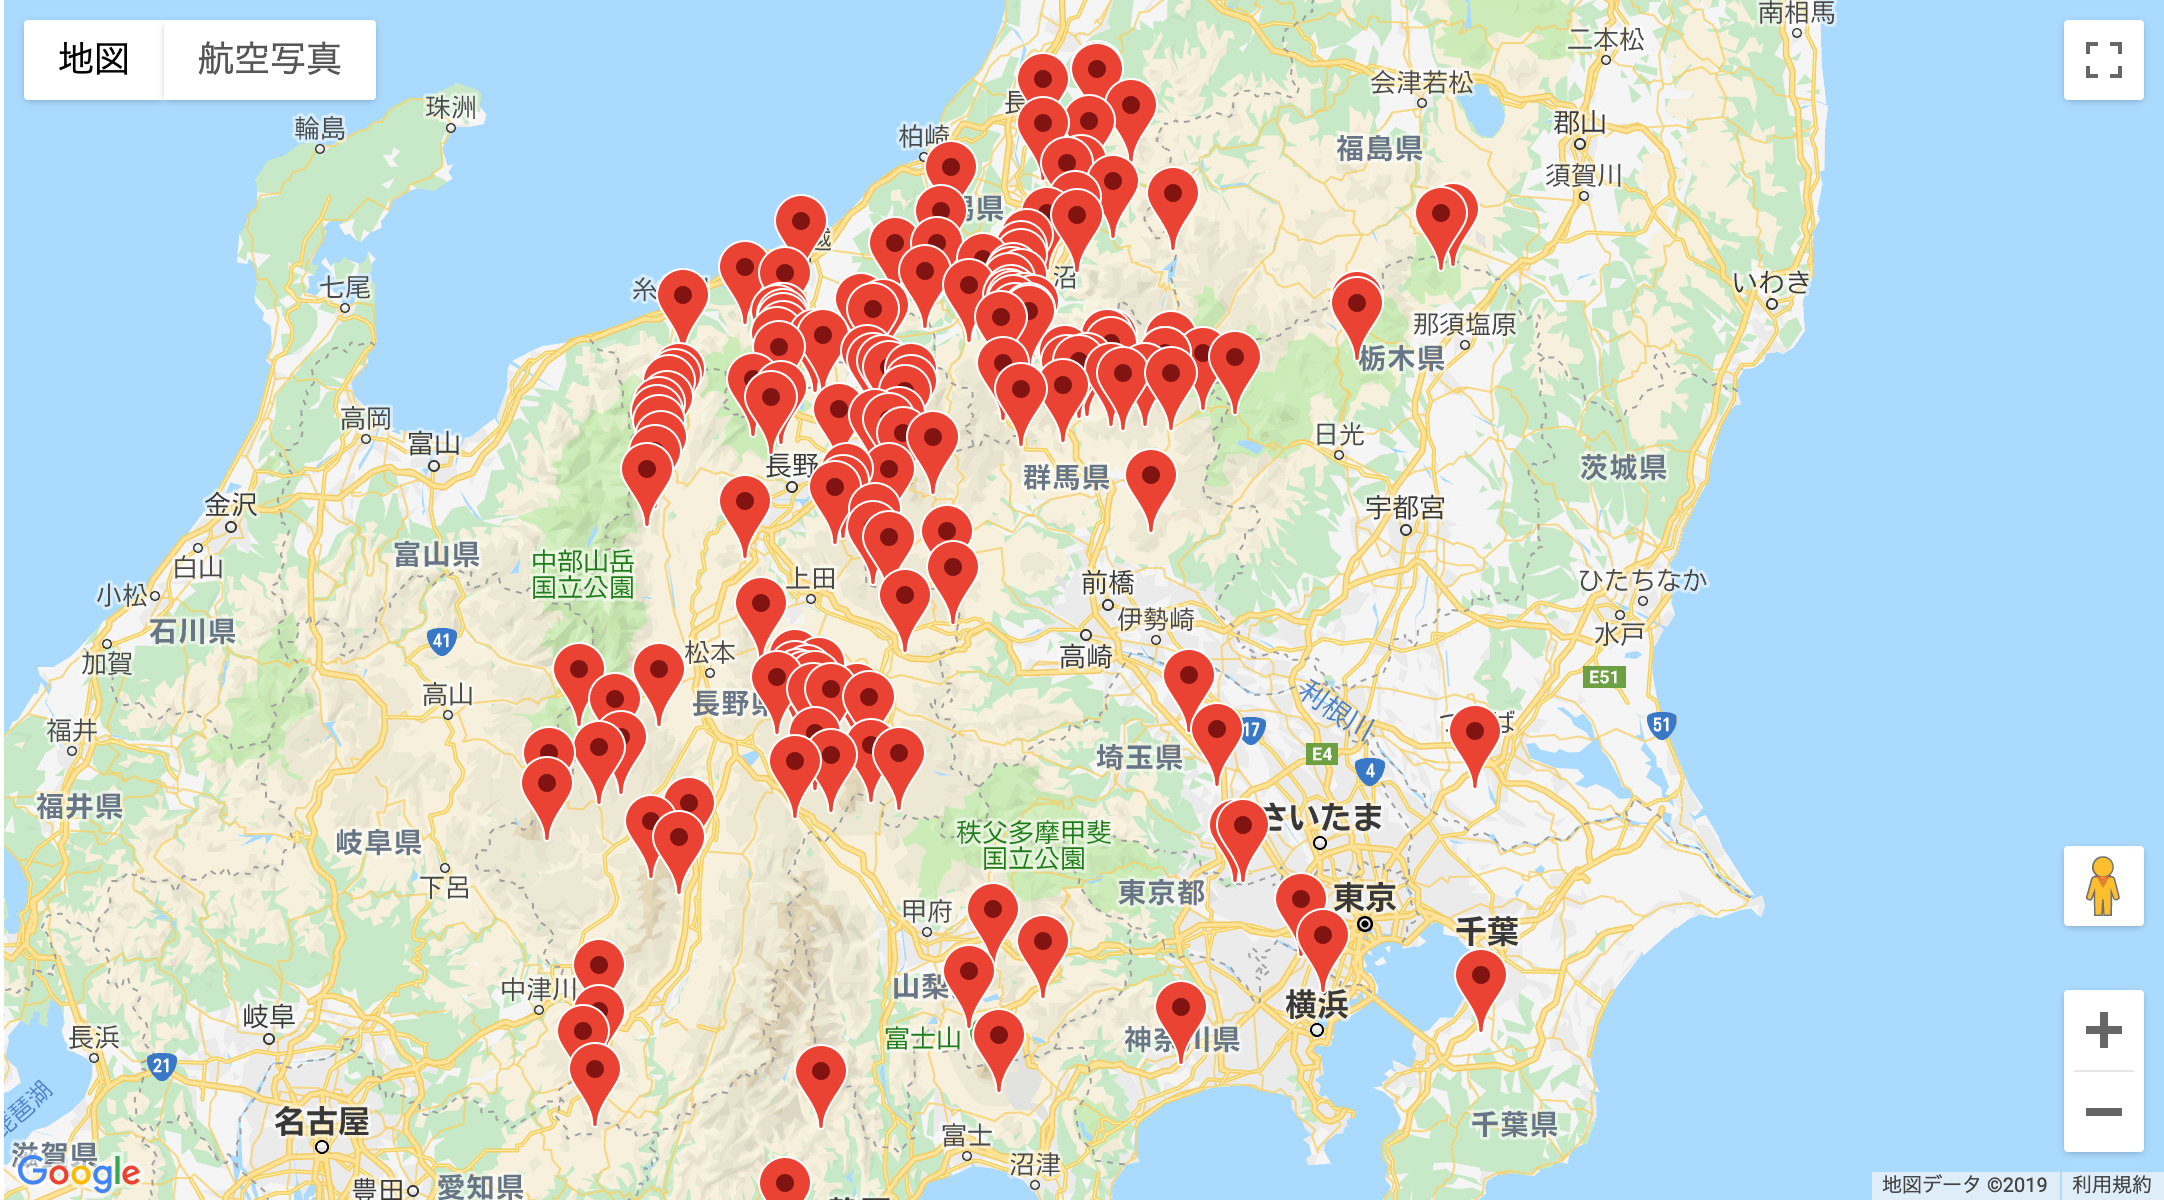 地図
航空写真
南相馬
二本松
会津若松
珠洲
輪島
柏崎
郡山
福島県
須賀川
県
七尾
沼
いわき
糸
那須塩原
栃木県
高岡
富山
日光
長野
群馬県
茨城県
金沢
宇都宮
富山県
中部山岳
国立公園
白山
上田
前橋
ひたちなか
小松
伊勢崎
石川県
水戸
41
松本
高崎
加賀
E51
高山
長野県
利根川
福井
17
51
埼玉県
E4
4
福井県
さいたま
岐阜県
秩父多摩甲斐
国立公園
下呂
東京都
東京
甲府
千葉
中津川
山梨
横浜
岐阜
長浜
富士山
神奈川県
21
琵琶湖
名古屋
千葉県
富士
滋賀県
沼津
Google
豊田
愛知県
地図データ ©2019
利用規約